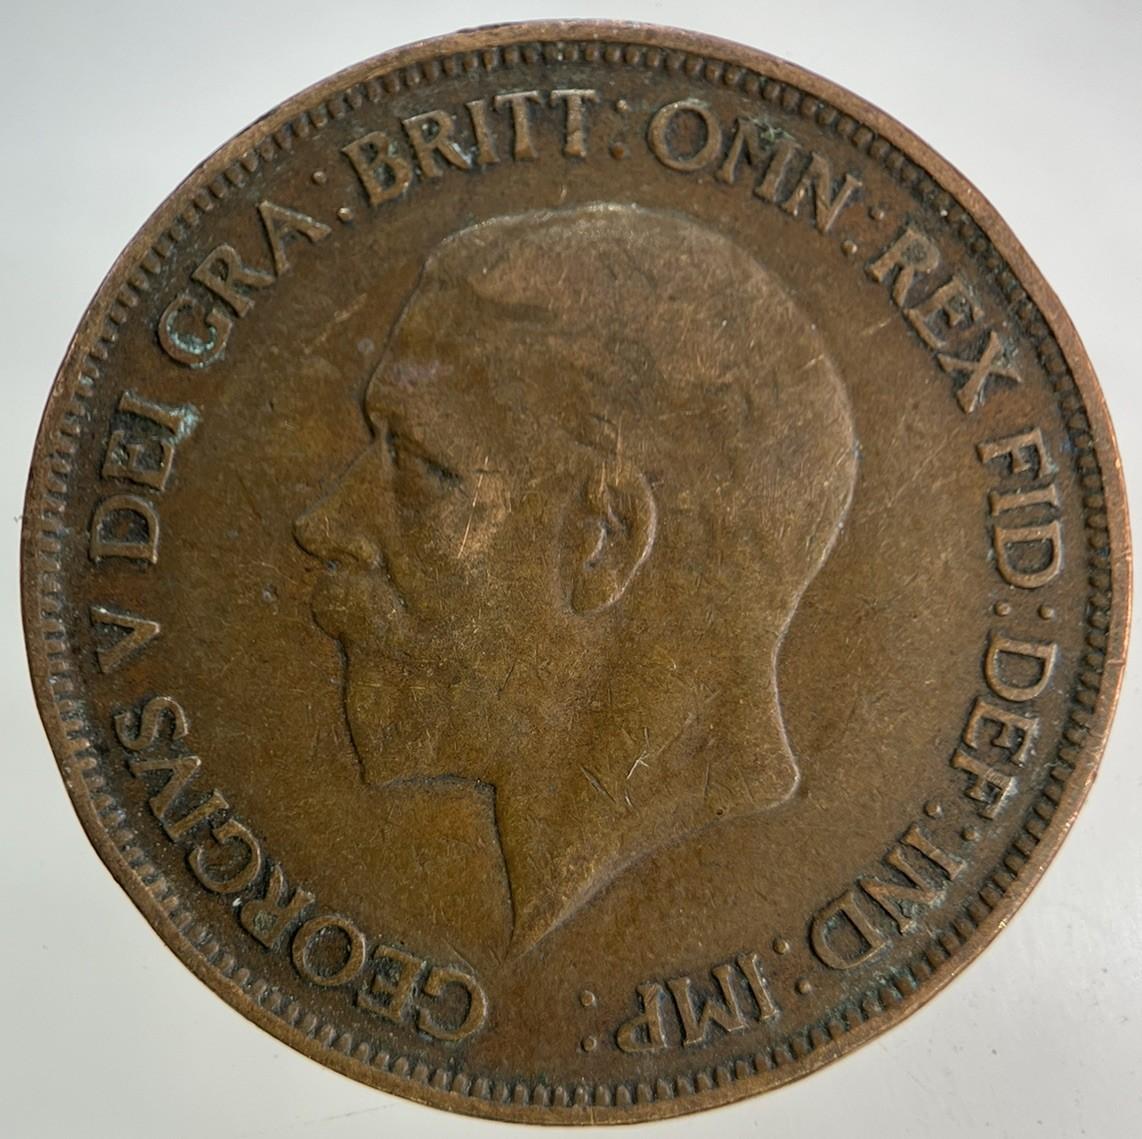 GEORGIVS V DEI GRA: BRITT: OMN: REX FID: DEF: IND: IMP: